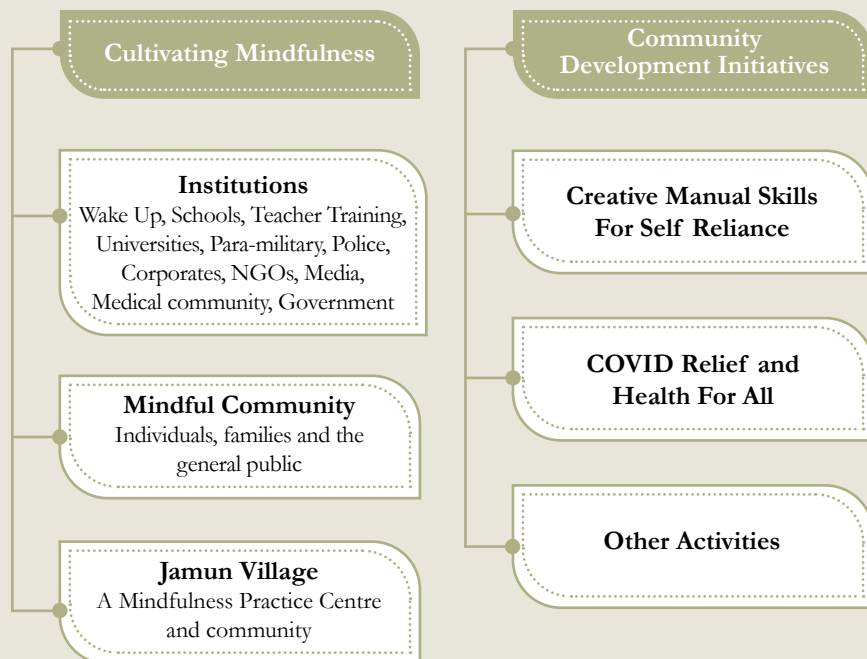 Cultivating Mindfulness
Institutions
Wake Up, Schools, Teacher Training,
Universities, Para-military, Police,
Corporates, NGOs, Media,
Medical community, Government
Mindful Community
Individuals, families and the
general public
Jamun Village
A Mindfulness Practice Centre
and community
Community
Development Initiatives
Creative Manual Skills
For Self Reliance
COVID Relief and
Health For All
Other Activities